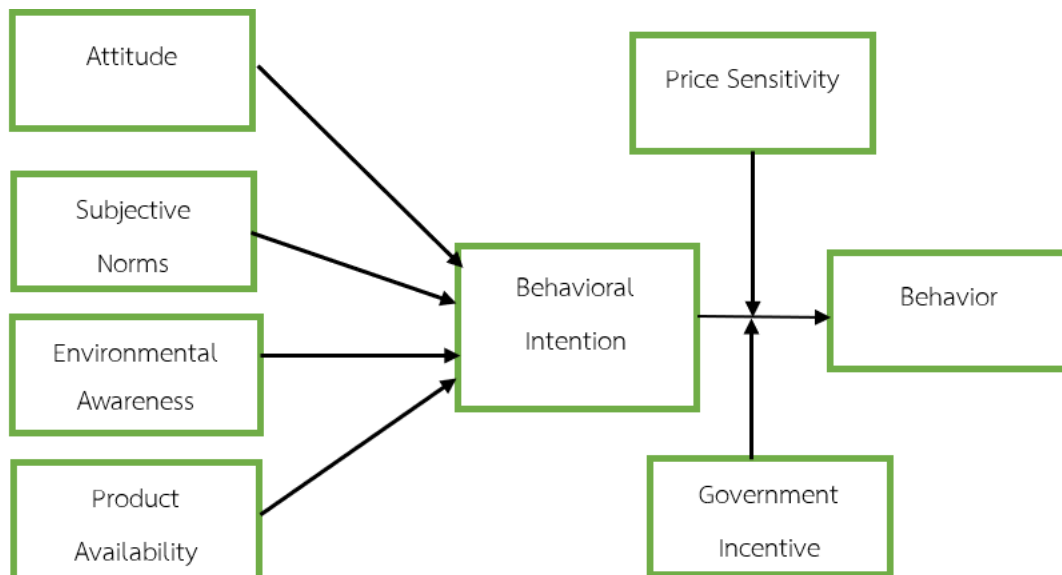 Attitude
Price Sensitivity
Subjective
Norms
Behavioral
Intention
Behavior
Environmental
Awareness
Product
Availability
Government
Incentive